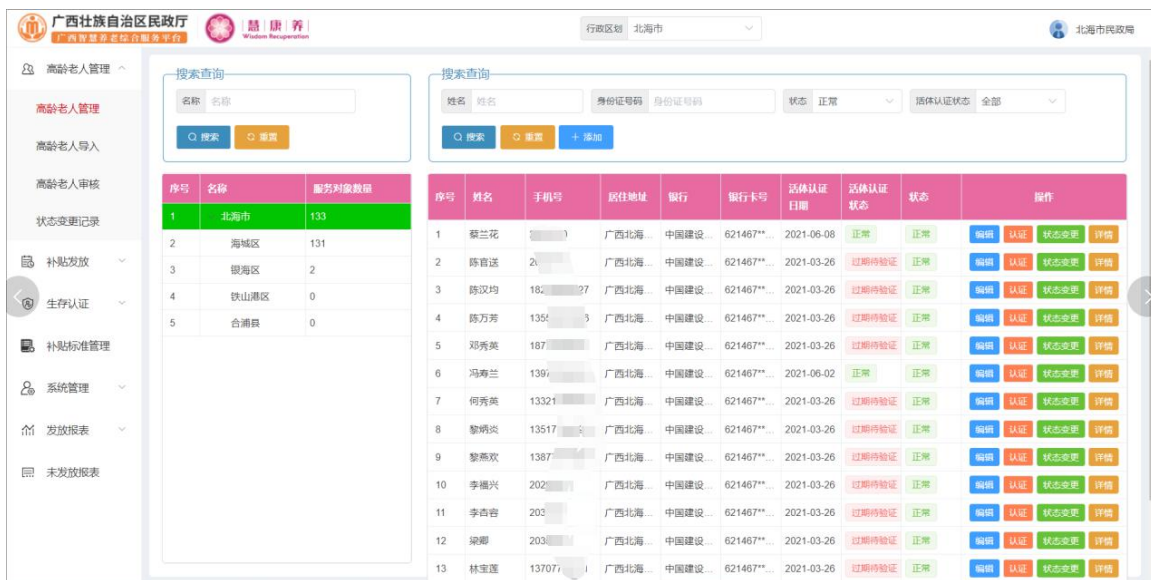 广西壮族自治区民政厅
广西智慧养老综合服务平台
慧 康 养
Wisdom Recuperation
行政区划 北海市
北海市民政局
高龄老人管理
高龄老人管理
高龄老人导入
高龄老人审核
状态变更记录
补贴发放
生存认证
补贴标准管理
系统管理
发放报表
未发放报表
搜索查询
名称 名称
搜索 重置
序号 名称 服务对象数量
1 北海市 133
2 海城区 131
3 银海区 2
4 铁山港区 0
5 合浦县 0
搜索查询
姓名 姓名 身份证号码 身份证号码 状态 正常 活体认证状态 全部
搜索 重置 + 添加
序号 姓名 手机号 居住地址 银行 银行卡号 活体认证日期 活体认证状态 状态 操作
1 蔡兰花 广西北海... 中国建设... 621467**... 2021-06-08 正常 正常 编辑 认证 状态变更 详情
2 陈官送 20 广西北海... 中国建设... 621467**... 2021-03-26 过期待验证 正常 编辑 认证 状态变更 详情
3 陈汉均 182 27 广西北海... 中国建设... 621467**... 2021-03-26 过期待验证 正常 编辑 认证 状态变更 详情
4 陈万芳 135 广西北海... 中国建设... 621467**... 2021-03-26 过期待验证 正常 编辑 认证 状态变更 详情
5 邓秀英 187 广西北海... 中国建设... 621467**... 2021-03-26 过期待验证 正常 编辑 认证 状态变更 详情
6 冯寿兰 139 广西北海... 中国建设... 621467**... 2021-06-02 正常 正常 编辑 认证 状态变更 详情
7 何秀英 13321 广西北海... 中国建设... 621467**... 2021-03-26 过期待验证 正常 编辑 认证 状态变更 详情
8 黎炳炎 13517 广西北海... 中国建设... 621467**... 2021-03-26 过期待验证 正常 编辑 认证 状态变更 详情
9 黎燕欢 1387 广西北海... 中国建设... 621467**... 2021-03-26 过期待验证 正常 编辑 认证 状态变更 详情
10 李福兴 202 广西北海... 中国建设... 621467**... 2021-03-26 过期待验证 正常 编辑 认证 状态变更 详情
11 李杏容 203 广西北海... 中国建设... 621467**... 2021-03-26 过期待验证 正常 编辑 认证 状态变更 详情
12 梁卿 203 广西北海... 中国建设... 621467**... 2021-03-26 过期待验证 正常 编辑 认证 状态变更 详情
13 林宝莲 13707 广西北海... 中国建设... 621467**... 2021-03-26 过期待验证 正常 编辑 认证 状态变更 详情